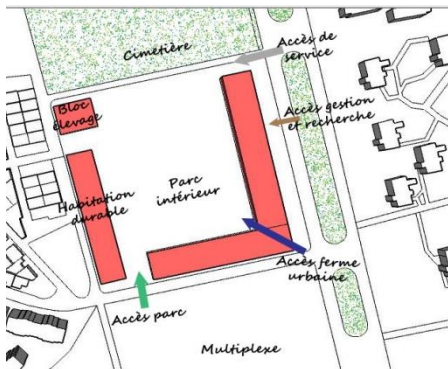 Cimetière
Accès de
service
Bloc
élevage
Accès gestion
et recherche
Habitation
durable
Parc
intérieur
Accès ferme
urbaine
Accès parc
Multiplexe